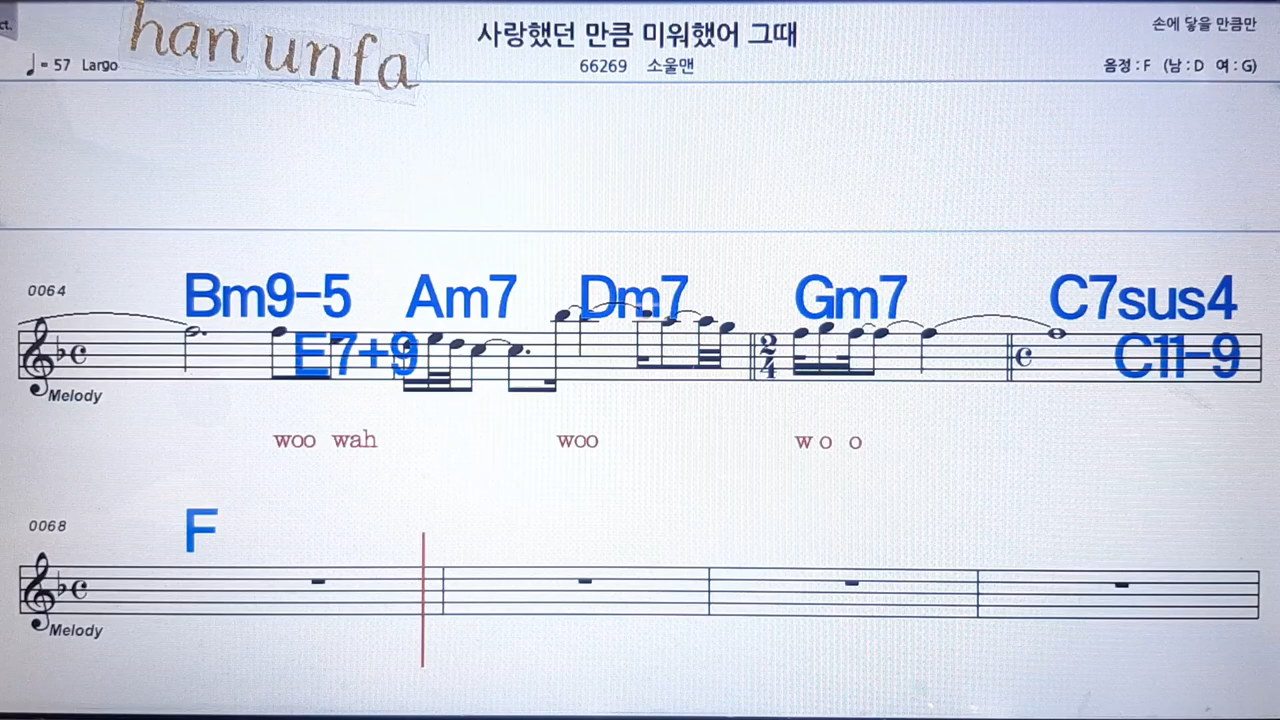 ct.
han unfa
사랑했던 만큼 미워했어 그때
손에 닿을 만큼만
♩= 57 Largo
66269 소울맨
음정 : F (남 : D 여 : G)
0064
Bm9-5 Am7 Dm7 Gm7 C7sus4
E7+9 C11-9
2
4
Melody
woo wah woo w o o
0068
F
Melody